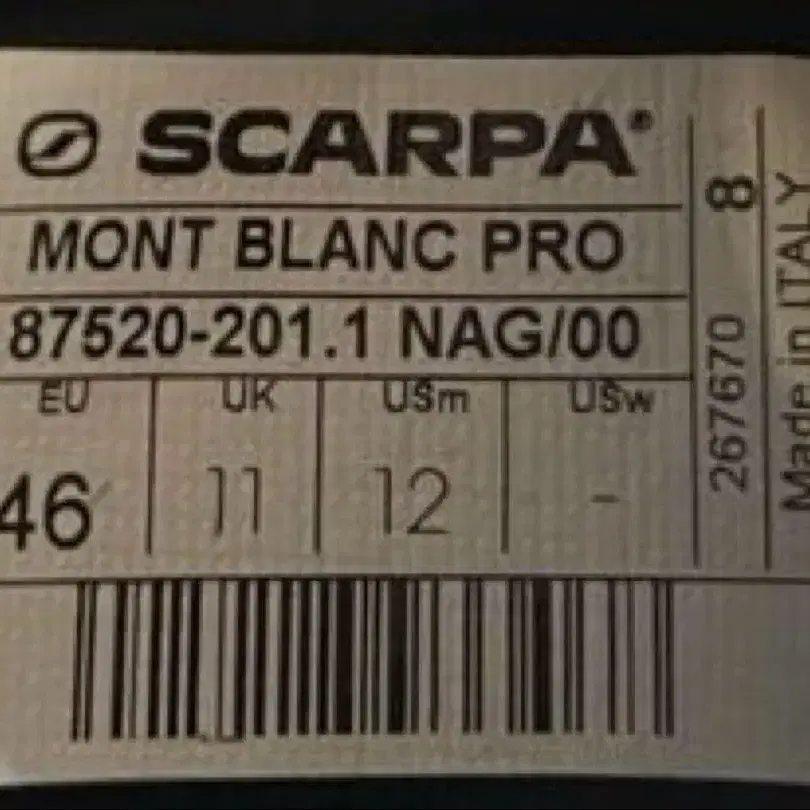 SCARPA®
MONT BLANC PRO
87520-201.1 NAG/00
EU UK USm USw
46 11 12 -
267670 8
Made in ITALY